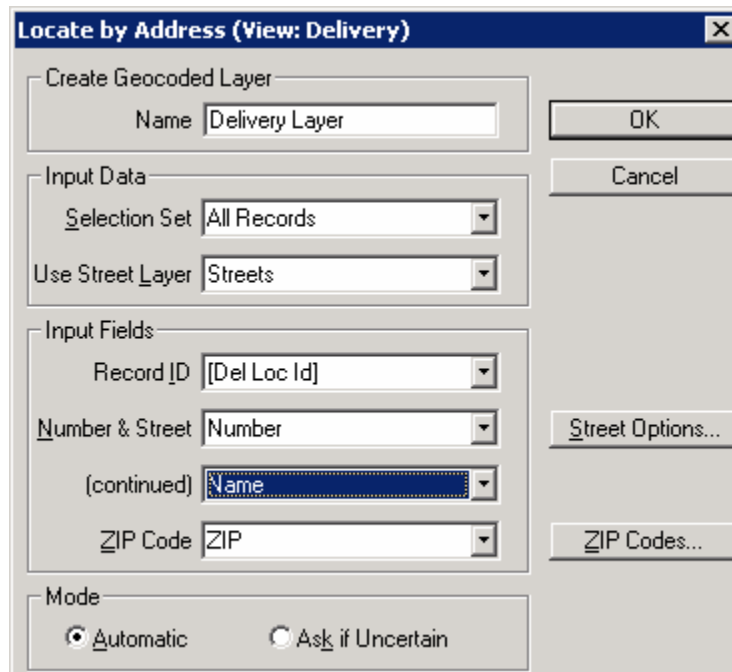 Locate by Address (View: Delivery)
Create Geocoded Layer
Name Delivery Layer
OK
Cancel
Input Data
Selection Set All Records
Use Street Layer Streets
Input Fields
Record ID [Del Loc Id]
Number & Street Number
Street Options...
(continued) Name
ZIP Code ZIP
ZIP Codes...
Mode
Automatic Ask if Uncertain